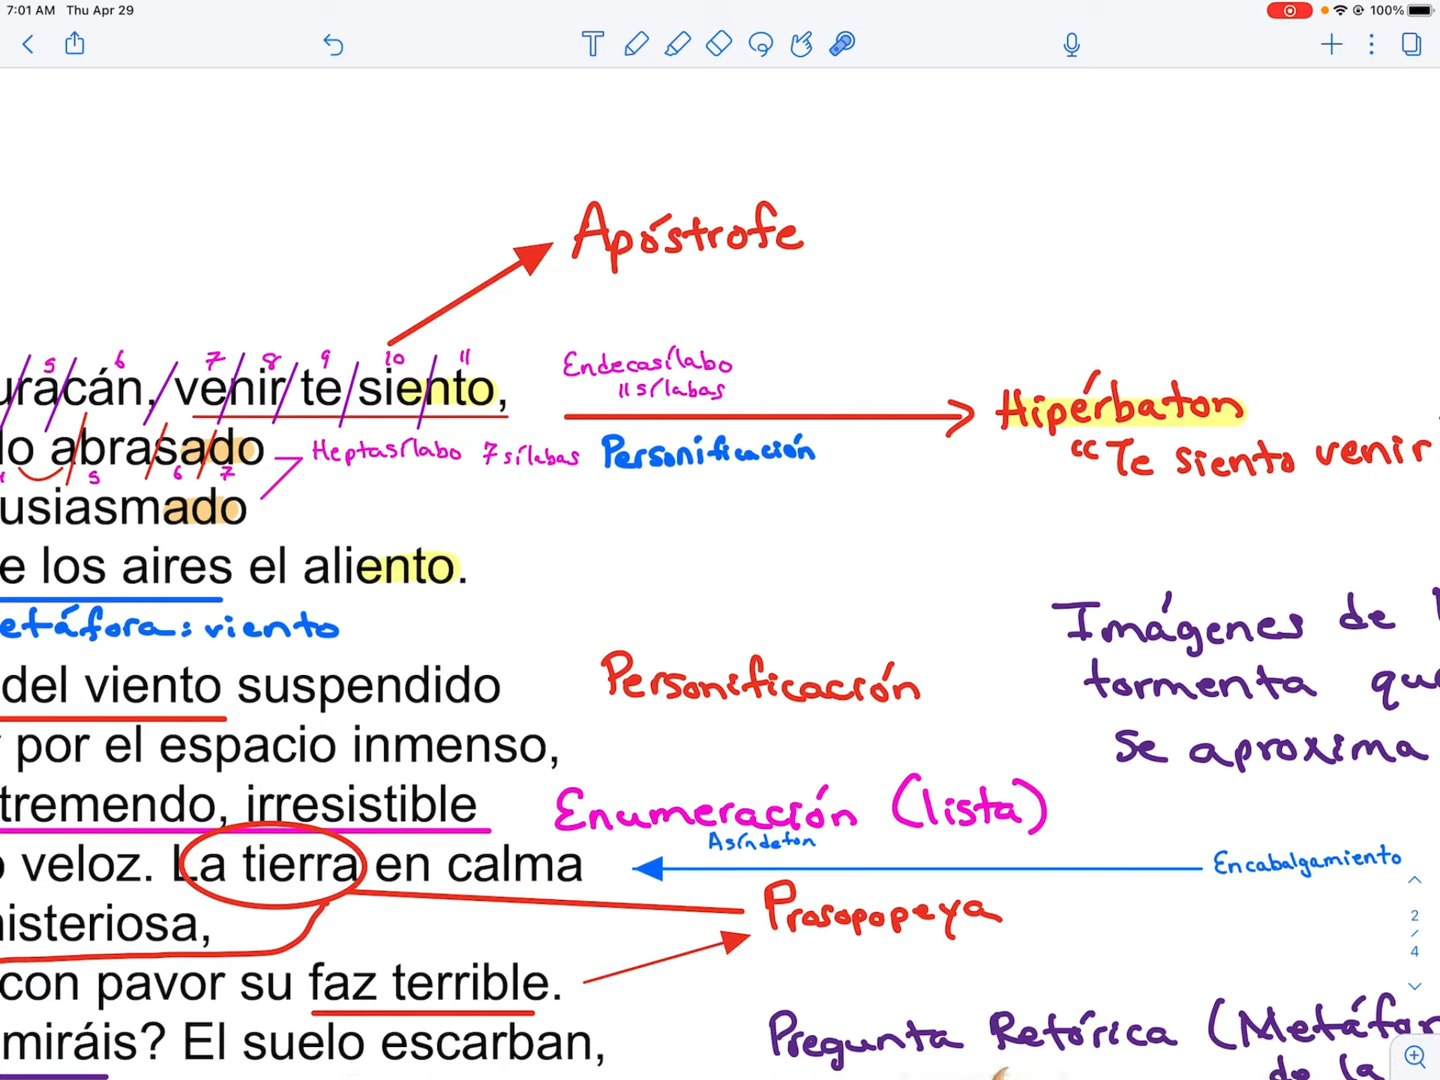 7:01 AM Thu Apr 29
100%
T
Apóstrofe
5 6 7 8 9 10 11
uracán, venir te siento,
Endecasílabo
11 sílabas
Personificación
Hipérbaton
"Te siento venir
lo abrasado
5 6 7
Heptasílabo 7 sílabas
usiasmado
e los aires el aliento.
etáfora: viento
Imágenes de l
tormenta que
se aproxima
del viento suspendido
Personificación
por el espacio inmenso,
tremendo, irresistible
Enumeración (lista)
Asíndeton
o veloz. La tierra en calma
Encabalgamiento
Prosopopeya
nisteriosa,
con pavor su faz terrible.
miráis? El suelo escarban,
Pregunta Retórica (Metáfor
de la
2
/
4